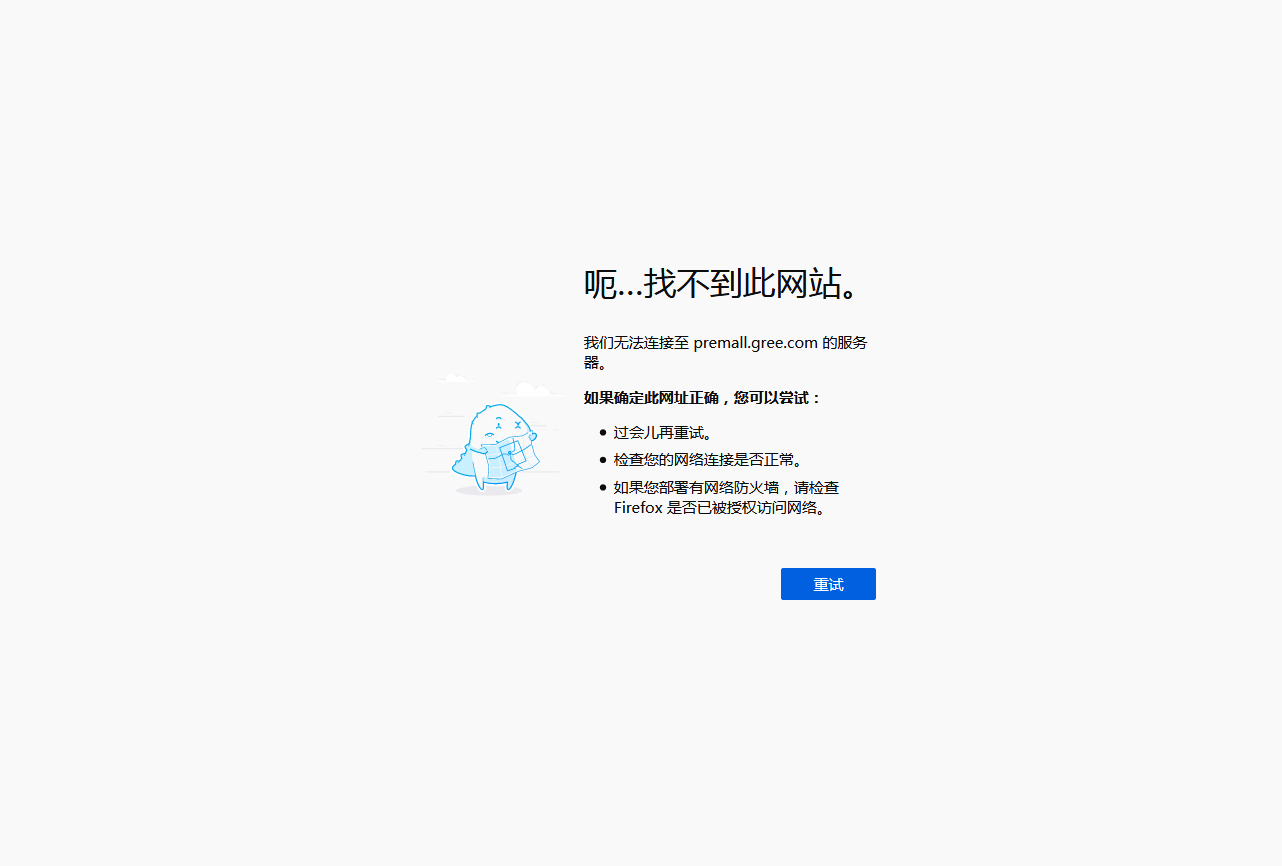 呃…找不到此网站。
我们无法连接至 premall.gree.com 的服务
器。
如果确定此网址正确，您可以尝试：
• 过会儿再重试。
• 检查您的网络连接是否正常。
• 如果您部署有网络防火墙，请检查
Firefox 是否已被授权访问网络。
重试